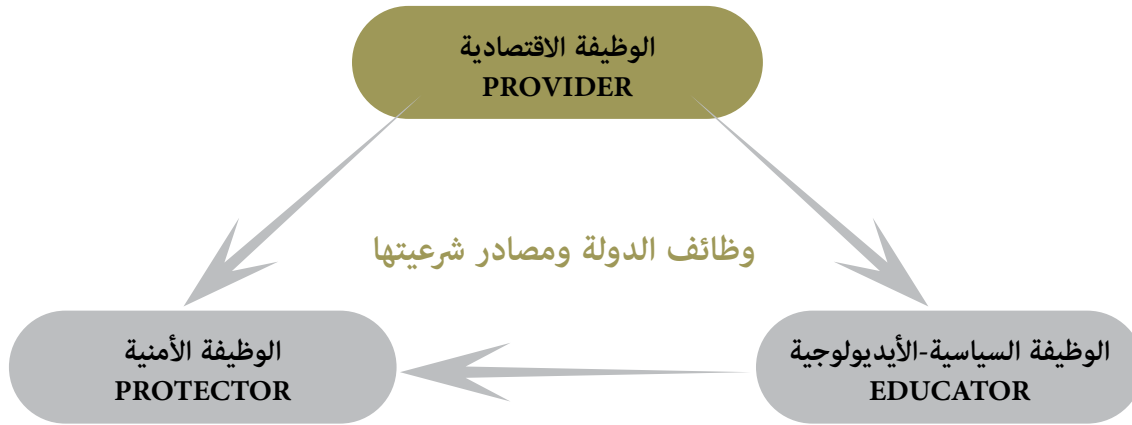 الوظيفة الاقتصادية
PROVIDER
وظائف الدولة ومصادر شرعيتها
الوظيفة السياسية-الأيديولوجية
EDUCATOR
الوظيفة الأمنية
PROTECTOR